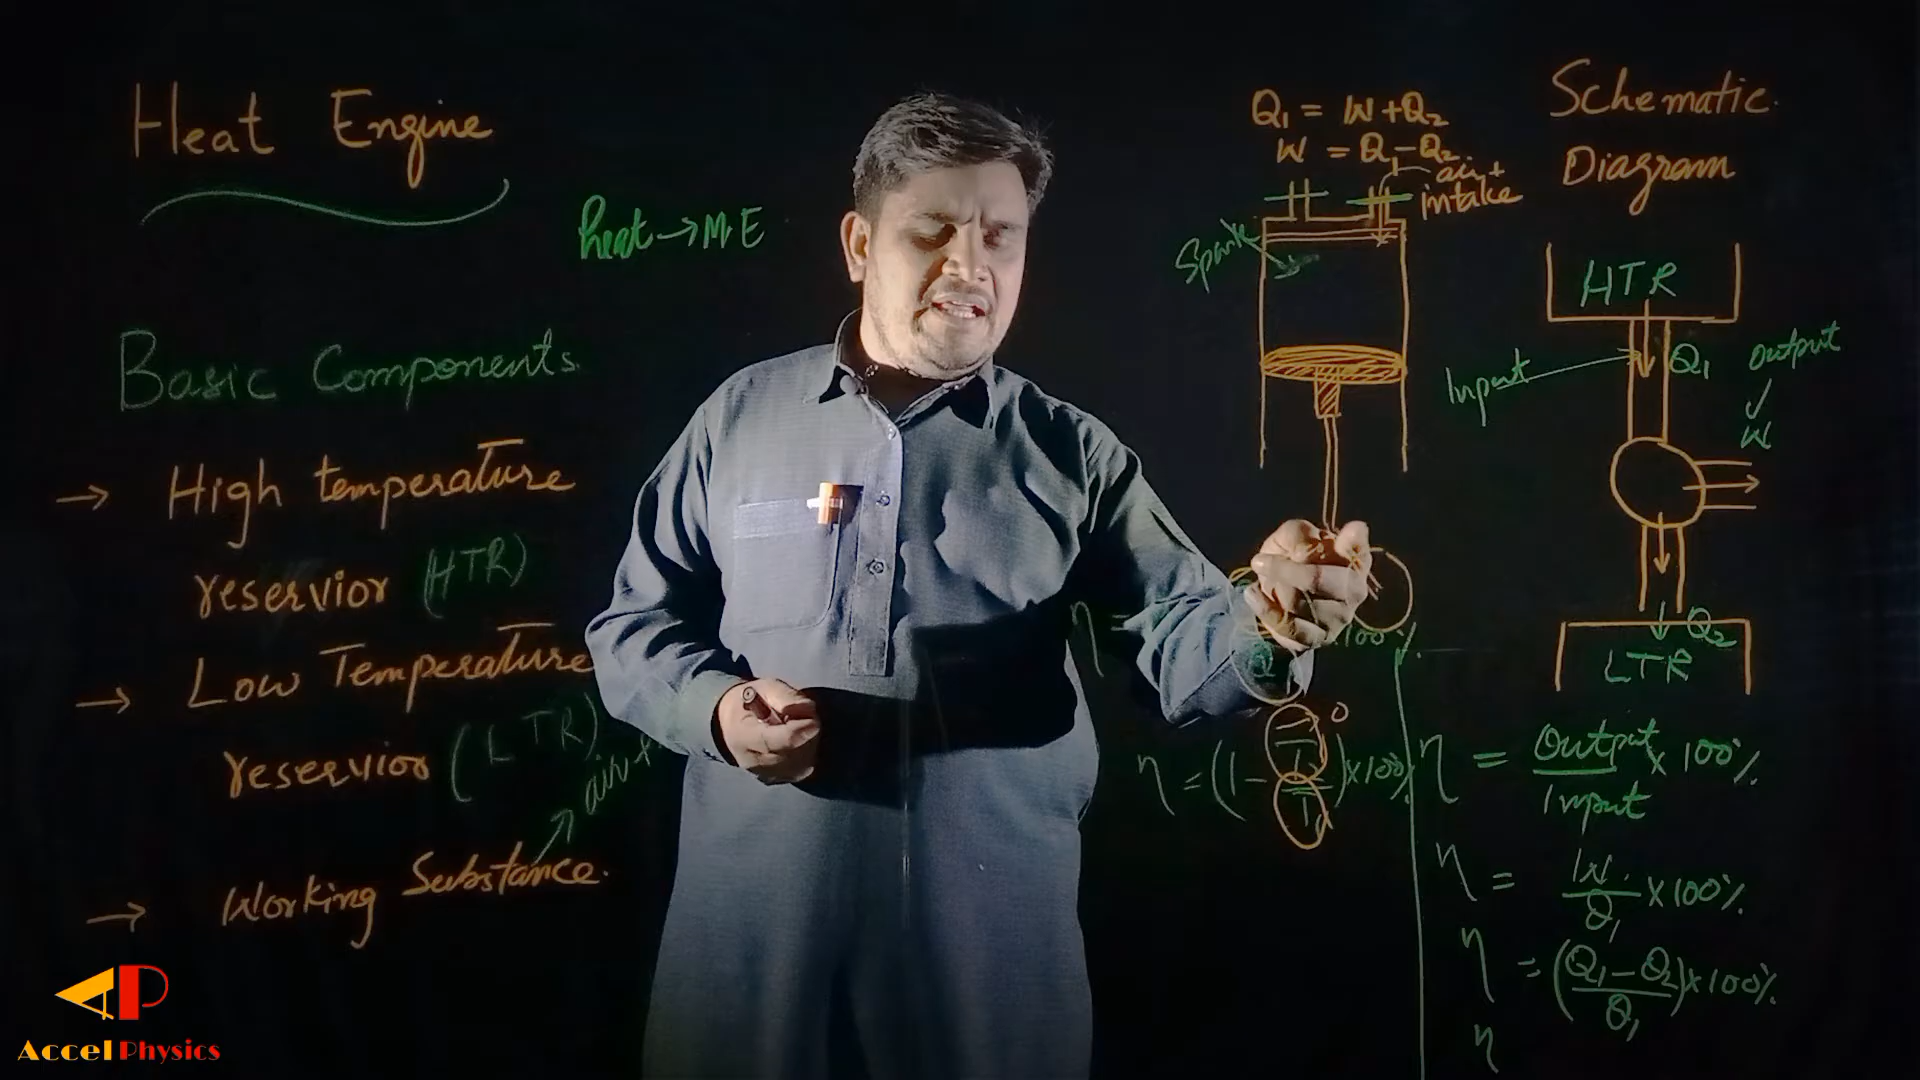 Heat Engine
heat → M.E
Basic Components
→ High temperature
reservior (HTR)
→ Low Temperature
reservior (LTR)
→ Working Substance.
Q₁ = W + Q₂
W = Q₁ - Q₂
air +
intake
Spark
100%
η = (1 - T₂/T₁) × 100%
Schematic
Diagram
HTR
Input
Q₁
Output
W
Q₂
LTR
η = Output/Input × 100%
η = W/Q₁ × 100%
η = (Q₁ - Q₂/Q₁) × 100%
η
Accel Physics